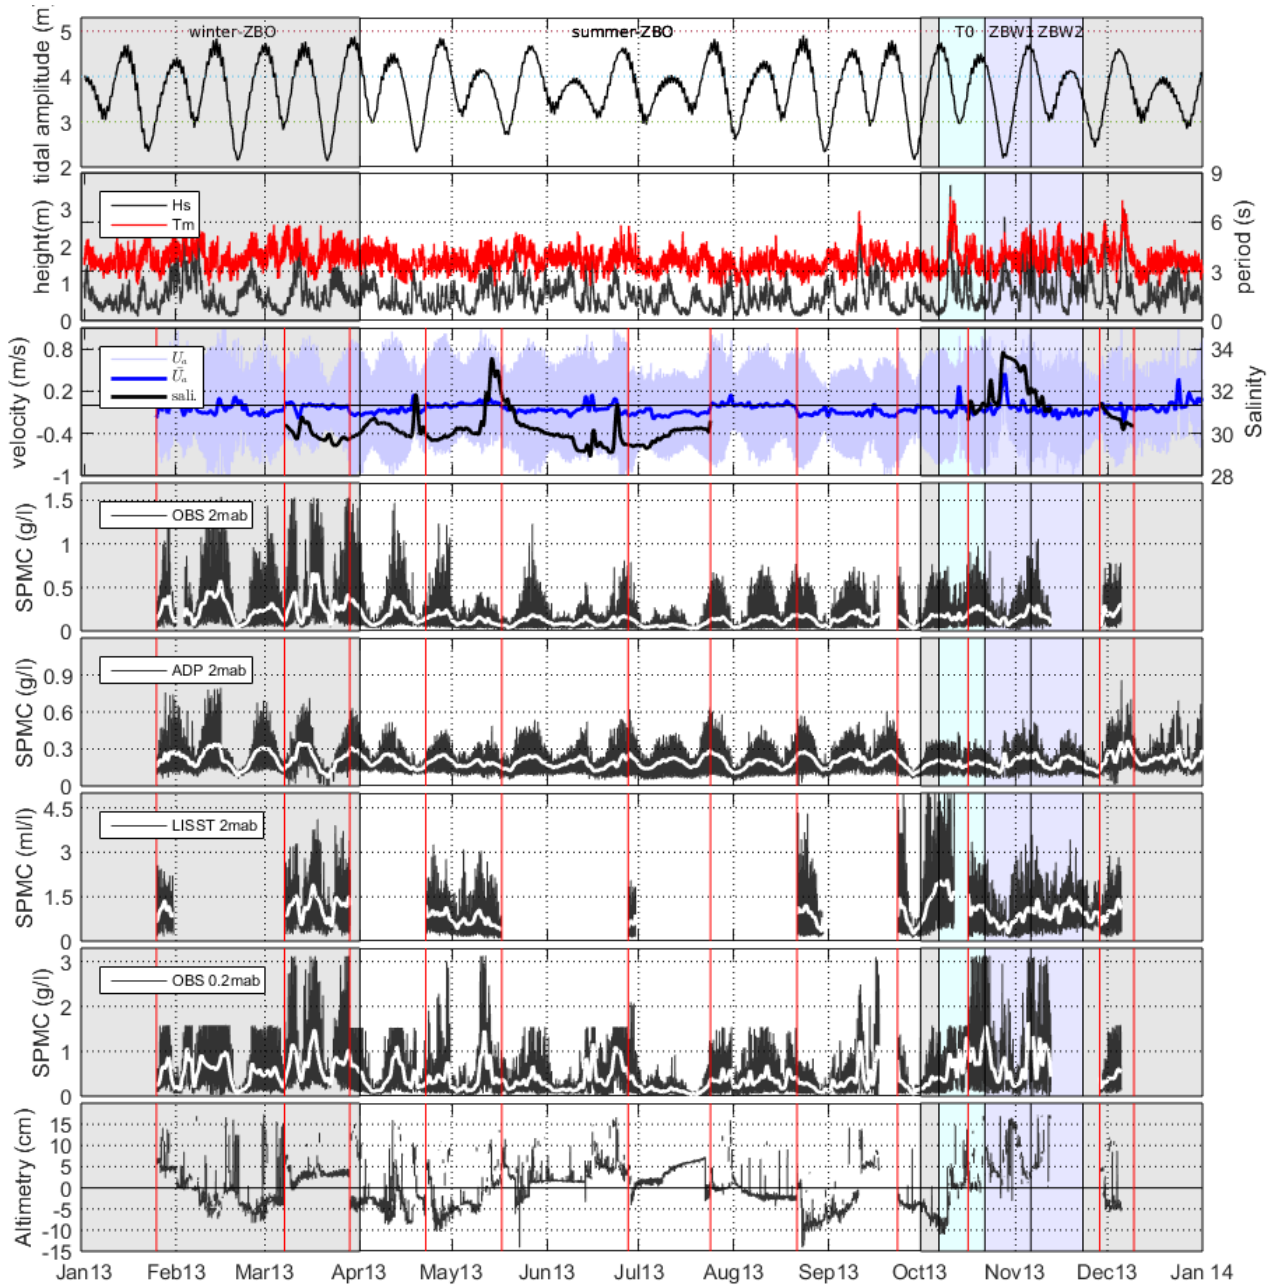 winter-ZBO summer-ZBO T0 ZBW1 ZBW2
tidal amplitude (m)
5
4
3
2
height(m)
3
2
1
0
Hs
Tm
9
6
3
0
period (s)
velocity (m/s)
0.8
0.2
-0.4
-1
Ua
Ūa
sali.
34
32
30
28
Salinity
SPMC (g/l)
1.5
1
0.5
0
OBS 2mab
SPMC (g/l)
0.9
0.6
0.3
0
ADP 2mab
SPMC (ml/l)
4.5
3
1.5
0
LISST 2mab
SPMC (g/l)
3
2
1
0
OBS 0.2mab
Altimetry (cm)
15
10
5
0
-5
-10
-15
Jan13 Feb13 Mar13 Apr13 May13 Jun13 Jul13 Aug13 Sep13 Oct13 Nov13 Dec13 Jan 14